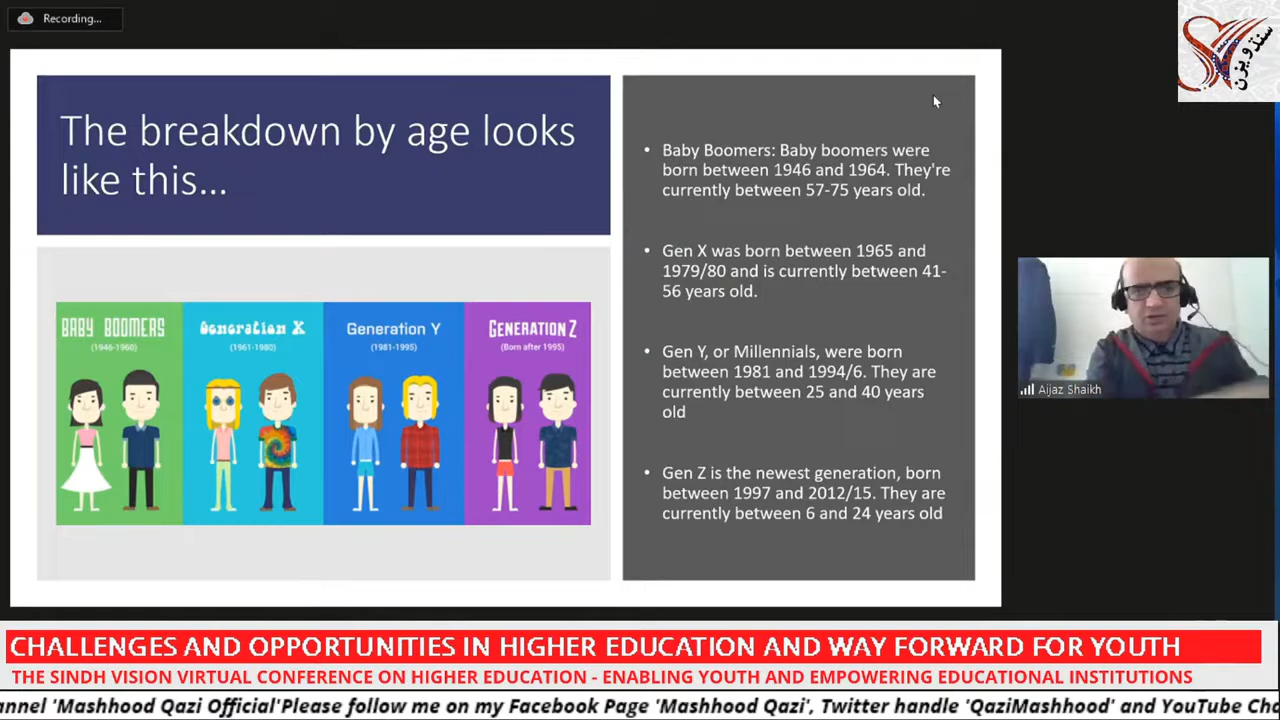 Recording...
سنڌ ويزن
The breakdown by age looks
like this...
BABY BOOMERS
(1946-1960)
Generation X
(1961-1980)
Generation Y
(1981-1995)
GENERATION Z
(Born after 1995)
• Baby Boomers: Baby boomers were
born between 1946 and 1964. They're
currently between 57-75 years old.
• Gen X was born between 1965 and
1979/80 and is currently between 41-
56 years old.
• Gen Y, or Millennials, were born
between 1981 and 1994/6. They are
currently between 25 and 40 years
old
• Gen Z is the newest generation, born
between 1997 and 2012/15. They are
currently between 6 and 24 years old
Aijaz Shaikh
CHALLENGES AND OPPORTUNITIES IN HIGHER EDUCATION AND WAY FORWARD FOR YOUTH
THE SINDH VISION VIRTUAL CONFERENCE ON HIGHER EDUCATION - ENABLING YOUTH AND EMPOWERING EDUCATIONAL INSTITUTIONS
annel 'Mashhood Qazi Official'Please follow me on my Facebook Page 'Mashhood Qazi', Twitter handle 'QaziMashhood' and YouTube Cha